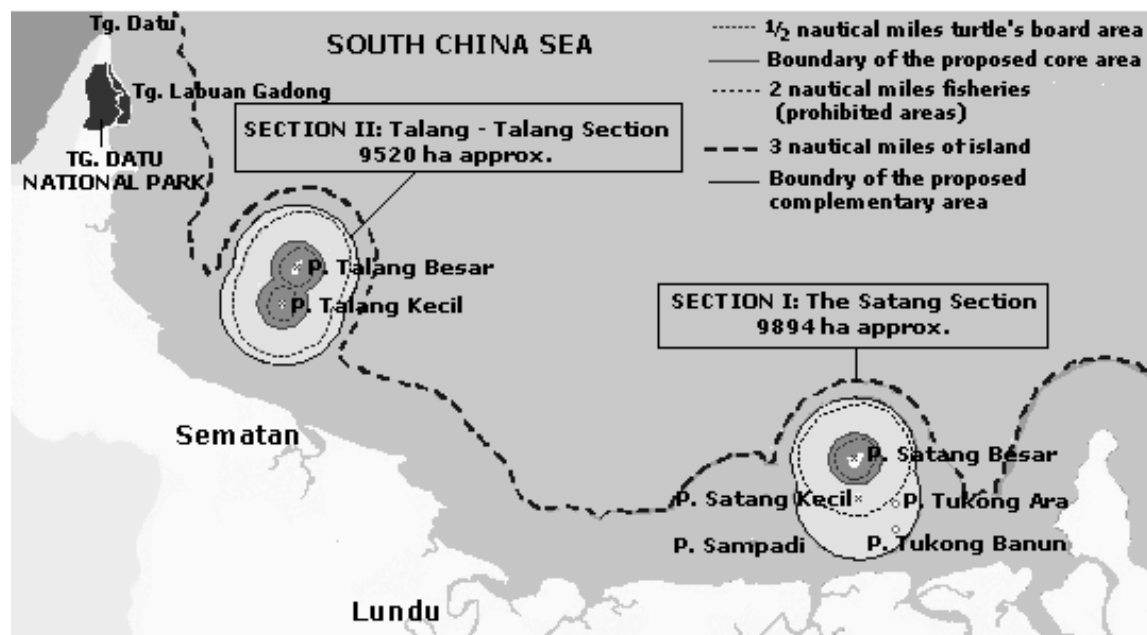 Tg. Datu
SOUTH CHINA SEA
1/2 nautical miles turtle's board area
Boundary of the proposed core area
2 nautical miles fisheries
(prohibited areas)
3 nautical miles of island
Boundry of the proposed
complementary area
Tg. Labuan Gadong
SECTION II: Talang - Talang Section
9520 ha approx.
TG. DATU
NATIONAL PARK
P. Talang Besar
P. Talang Kecil
SECTION I: The Satang Section
9894 ha approx.
Sematan
P. Satang Besar
P. Satang Kecil
P. Tukong Ara
P. Sampadi
P. Tukong Banun
Lundu